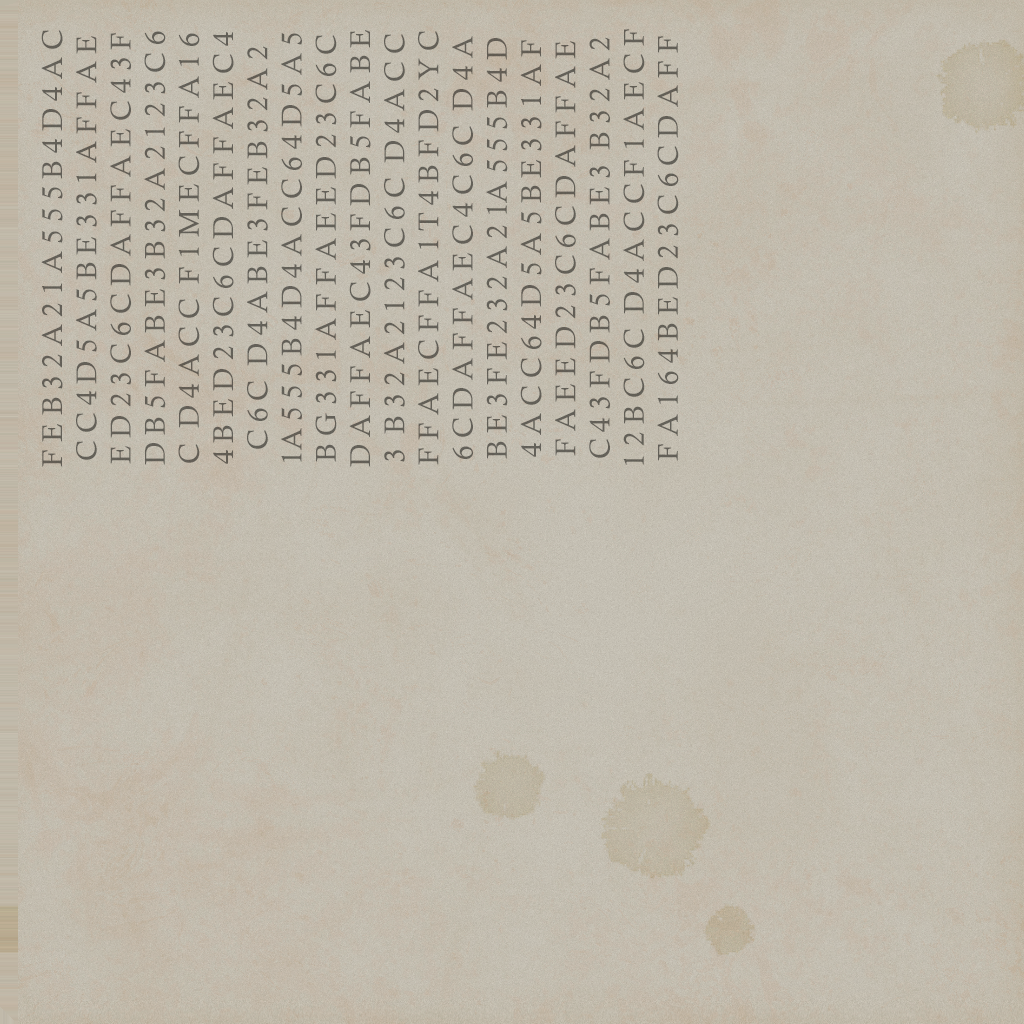 FEB32A21A555B4D4AC
CC4D5A5BE331AFFAE
ED23C6CDAFFAEC43F
DB5FABE3B32A2123C6
C D4ACC F1MECFFA16
4BED23C6CDAFFAEC4
C6C D4ABE3FEB32A2
1A555B4D4ACC64D5A5
BG331AFFAEED23C6C
DAFFAEC43FDB5FABE
3 B32A2123C6C D4ACC
FFAECFFA1T4BFD2YC
6CDAFFAEC4C6C D4A
BE3FE232A21A555B4D
4ACC64D5A5BE331AF
FAEED23C6CDAFFAE
C43FDB5FABE3 B32A2
12BC6C D4ACCF1AECF
FA164BED23C6CDAFF